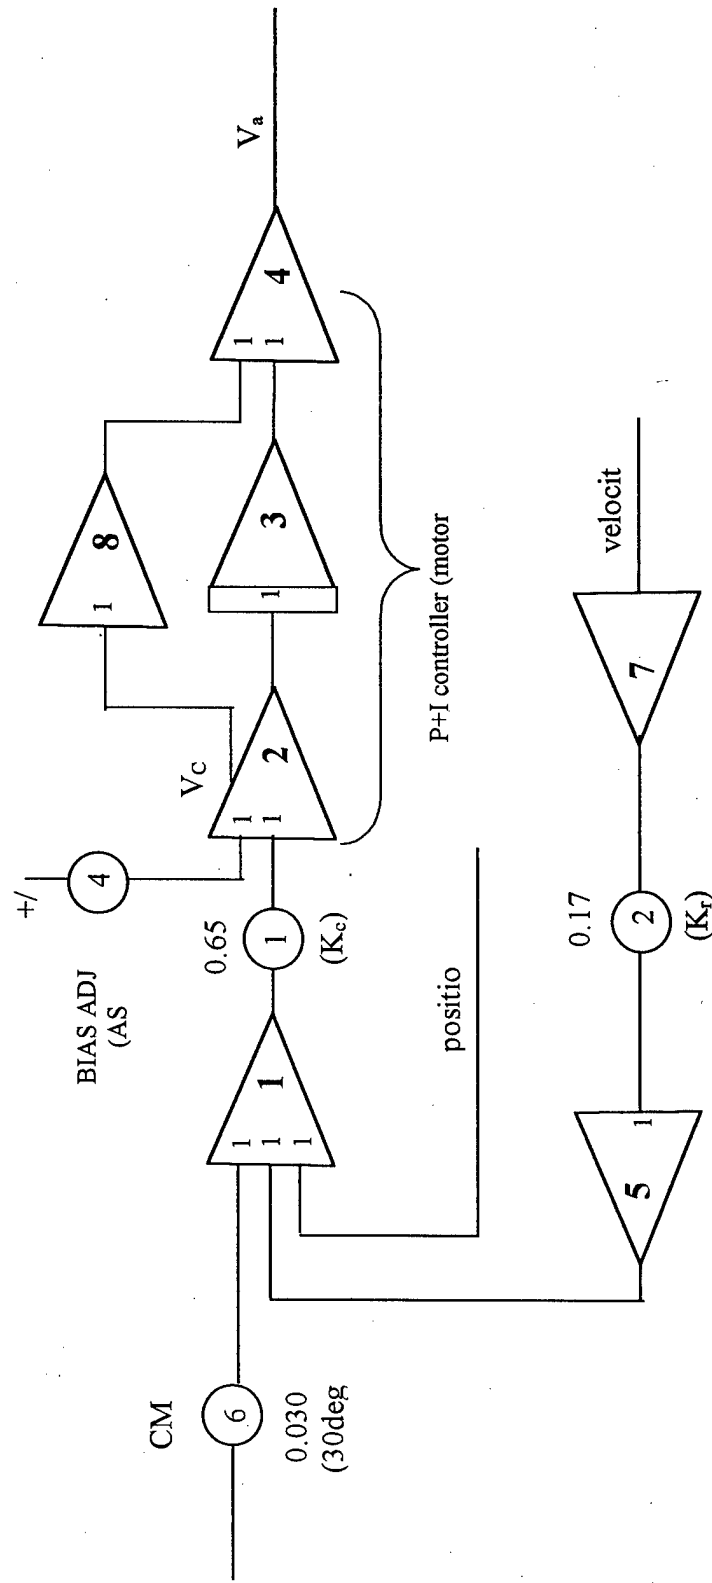 CM
6
0.030
(30deg
BIAS ADJ
(AS
+/
4
1
1
1
1
0.65
1
(Kc)
Vc
1
1
2
1
8
1
3
1
1
4
Va
P+I controller (motor
positio
velocit
7
0.17
2
(Kr)
1
5